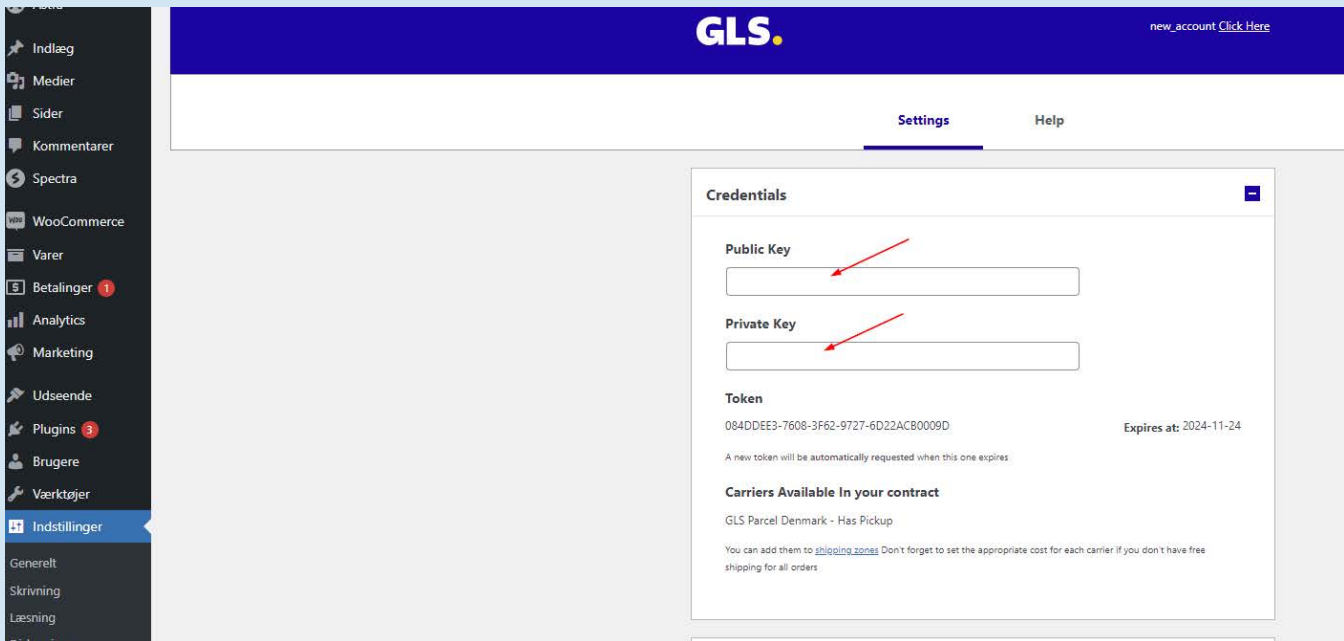 Indlæg
Medier
Sider
Kommentarer
Spectra
WooCommerce
Varer
Betalinger 1
Analytics
Marketing
Udseende
Plugins 3
Brugere
Værktøjer
Indstillinger
Generelt
Skrivning
Læsning
GLS.
new_account Click Here
Settings
Help
Credentials
Public Key
Private Key
Token
084DDEE3-7608-3F62-9727-6D22ACB0009D
Expires at: 2024-11-24
A new token will be automatically requested when this one expires
Carriers Available In your contract
GLS Parcel Denmark - Has Pickup
You can add them to shipping zones Don't forget to set the appropriate cost for each carrier if you don't have free
shipping for all orders